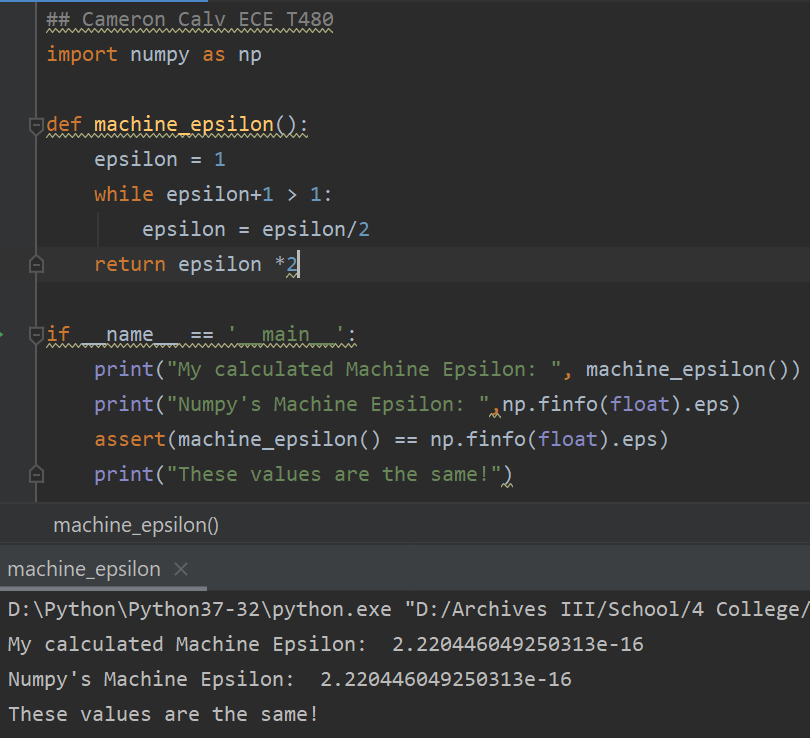 ## Cameron Calv ECE T480
import numpy as np
def machine_epsilon():
    epsilon = 1
    while epsilon+1 > 1:
        epsilon = epsilon/2
    return epsilon *2
if __name__ == '__main__':
    print("My calculated Machine Epsilon: ", machine_epsilon())
    print("Numpy's Machine Epsilon: ",np.finfo(float).eps)
    assert(machine_epsilon() == np.finfo(float).eps)
    print("These values are the same!")
machine_epsilon()
machine_epsilon
D:\Python\Python37-32\python.exe "D:/Archives III/School/4 College/
My calculated Machine Epsilon:  2.220446049250313e-16
Numpy's Machine Epsilon:  2.220446049250313e-16
These values are the same!